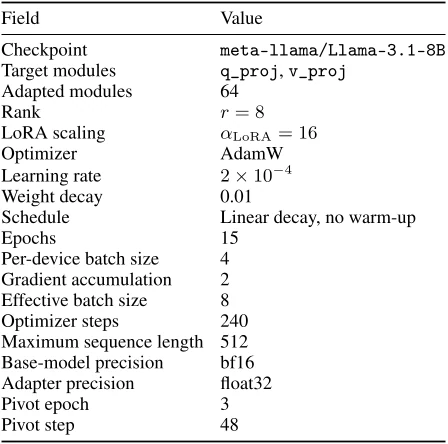 Field Value
Checkpoint meta-llama/Llama-3.1-8B
Target modules q_proj, v_proj
Adapted modules 64
Rank r = 8
LoRA scaling α_LoRA = 16
Optimizer AdamW
Learning rate 2 × 10⁻⁴
Weight decay 0.01
Schedule Linear decay, no warm-up
Epochs 15
Per-device batch size 4
Gradient accumulation 2
Effective batch size 8
Optimizer steps 240
Maximum sequence length 512
Base-model precision bf16
Adapter precision float32
Pivot epoch 3
Pivot step 48